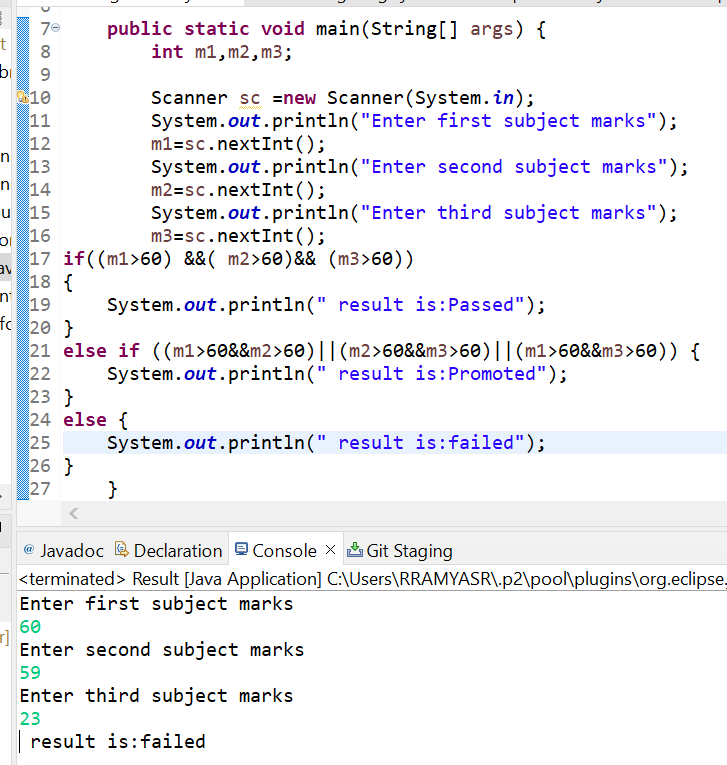 7    public static void main(String[] args) {
8        int m1,m2,m3;
9
10        Scanner sc =new Scanner(System.in);
11        System.out.println("Enter first subject marks");
12        m1=sc.nextInt();
13        System.out.println("Enter second subject marks");
14        m2=sc.nextInt();
15        System.out.println("Enter third subject marks");
16        m3=sc.nextInt();
17 if((m1>60) &&( m2>60)&& (m3>60))
18 {
19    System.out.println(" result is:Passed");
20 }
21 else if ((m1>60&&m2>60)||(m2>60&&m3>60)||(m1>60&&m3>60)) {
22    System.out.println(" result is:Promoted");
23 }
24 else {
25    System.out.println(" result is:failed");
26 }
27    }
@ Javadoc Declaration Console Git Staging
<terminated> Result [Java Application] C:\Users\RRAMYASR\.p2\pool\plugins\org.eclipse.
Enter first subject marks
60
Enter second subject marks
59
Enter third subject marks
23
 result is:failed